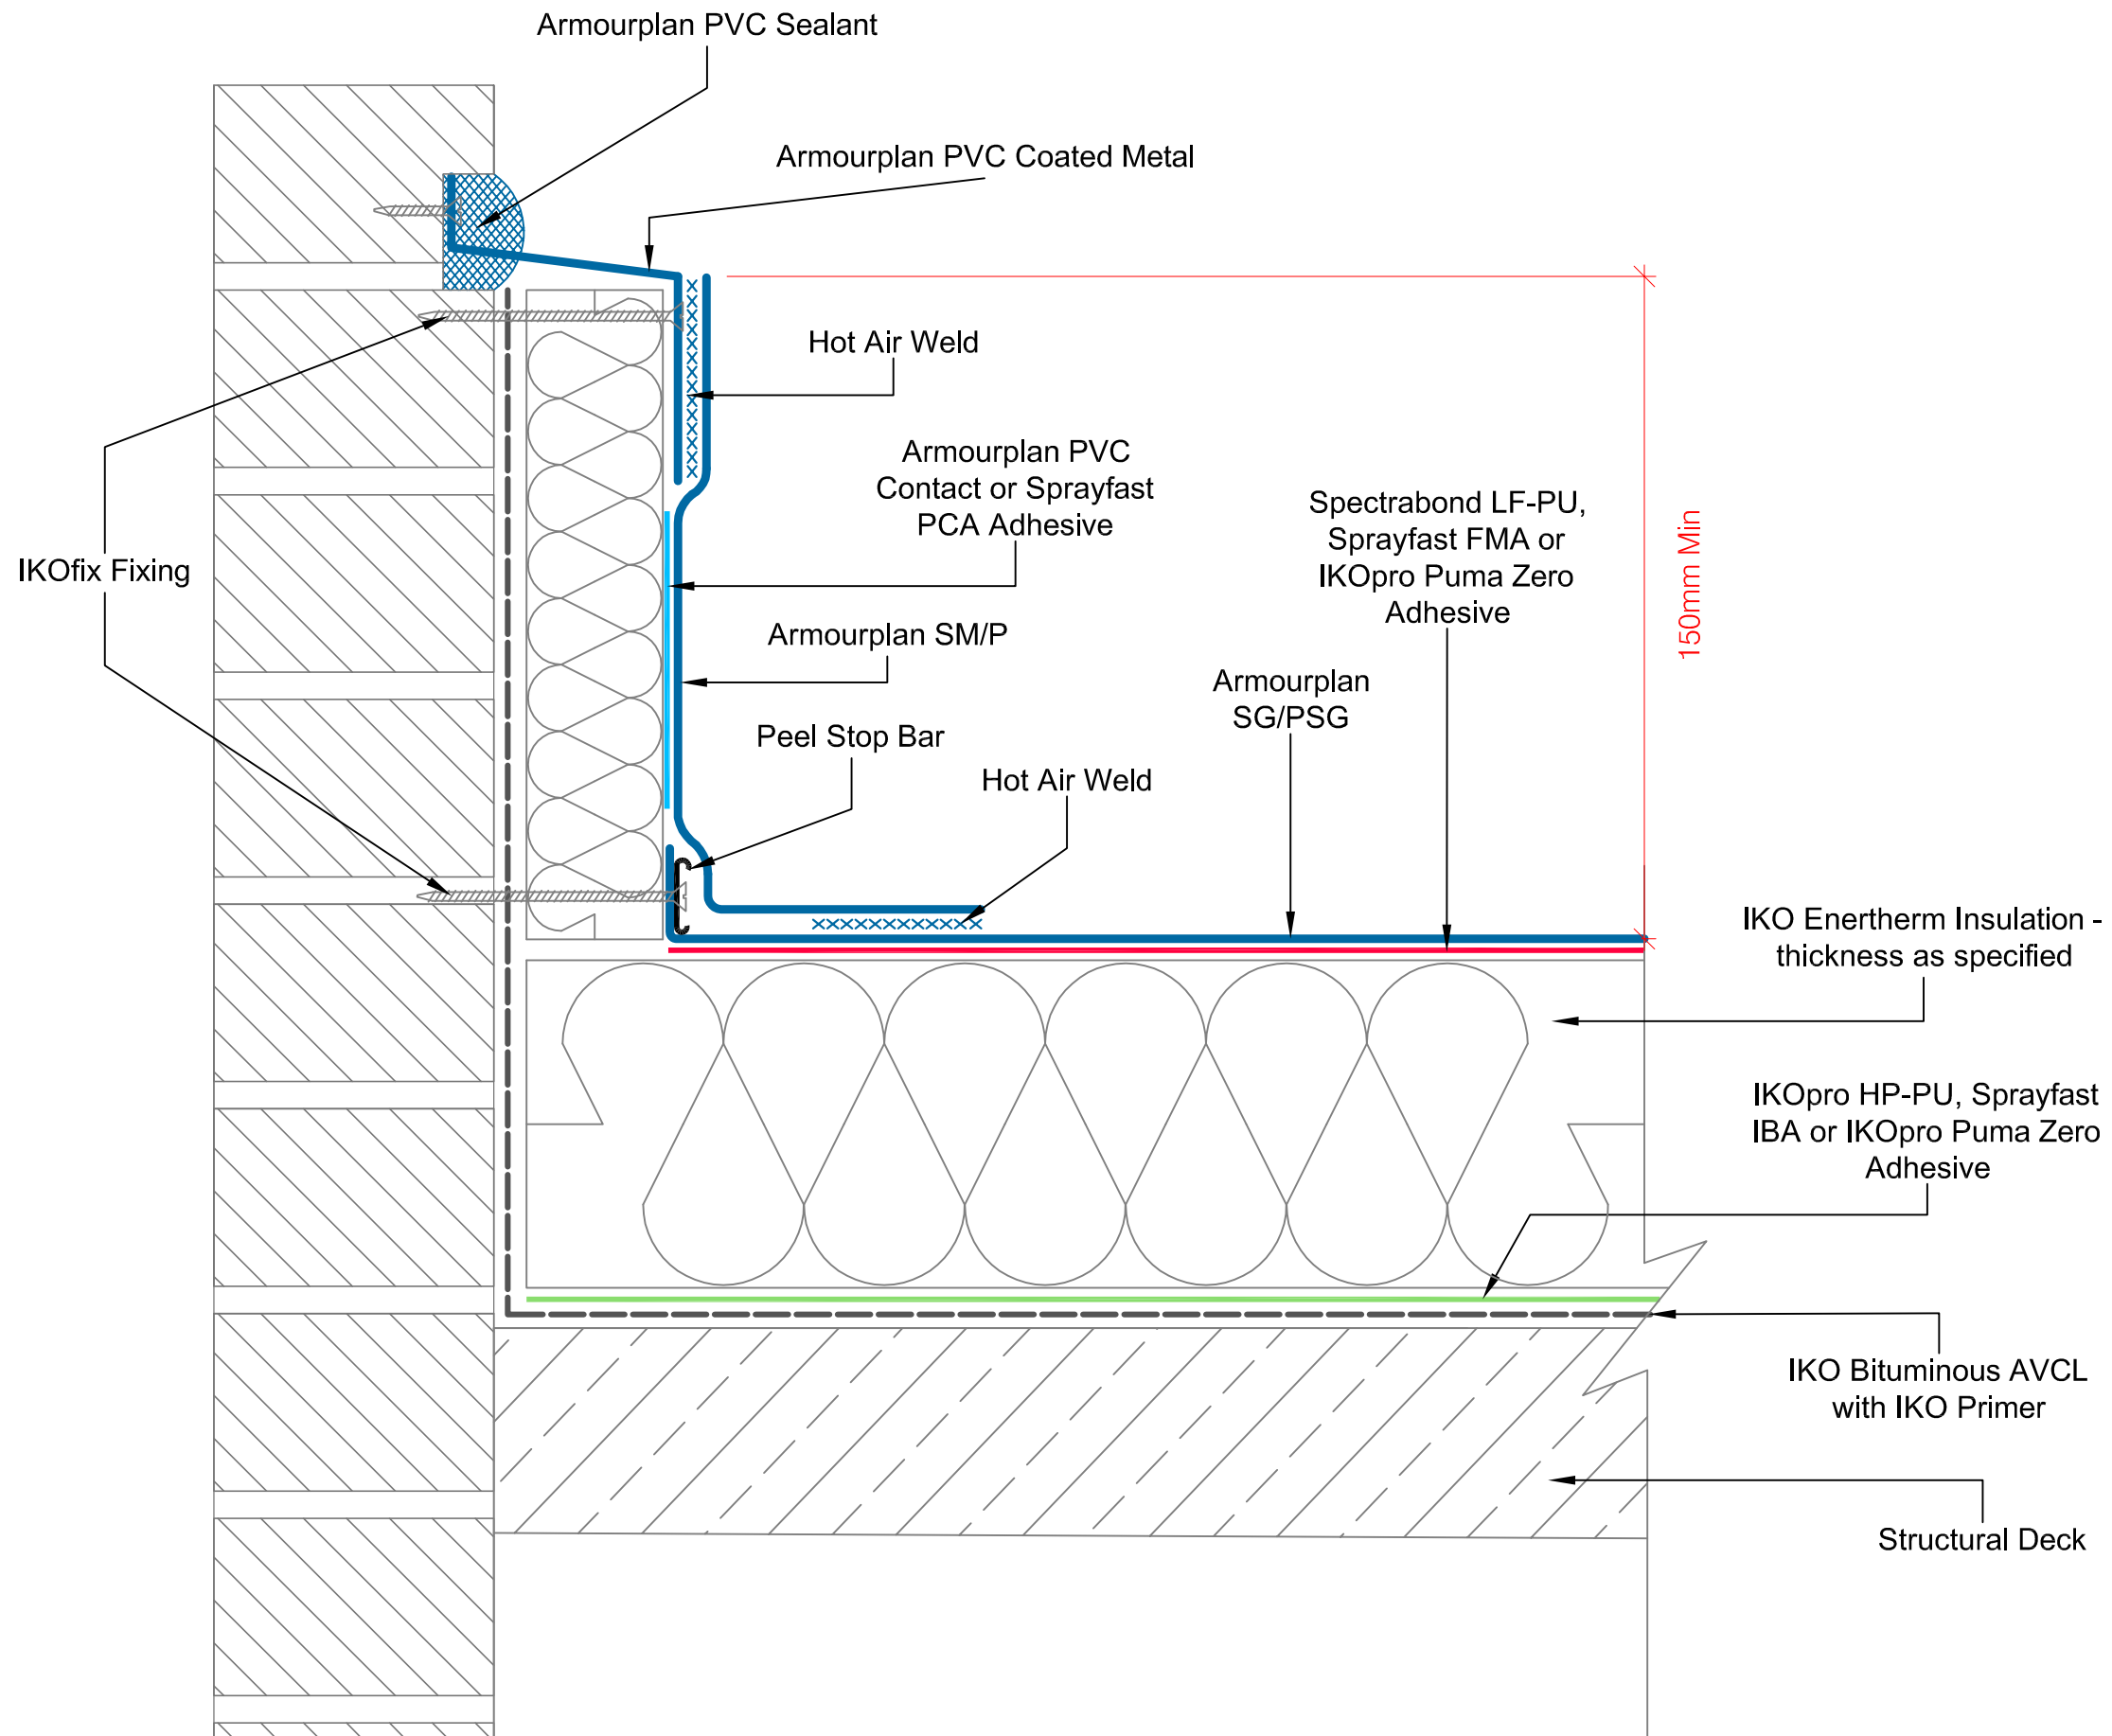 Armourplan PVC Sealant
Armourplan PVC Coated Metal
Hot Air Weld
Armourplan PVC
Contact or Sprayfast
PCA Adhesive
Spectrabond LF-PU,
Sprayfast FMA or
IKOpro Puma Zero
Adhesive
150mm Min
IKOfix Fixing
Armourplan SM/P
Armourplan
SG/PSG
Peel Stop Bar
Hot Air Weld
IKO Enertherm Insulation -
thickness as specified
IKOpro HP-PU, Sprayfast
IBA or IKOpro Puma Zero
Adhesive
IKO Bituminous AVCL
with IKO Primer
Structural Deck